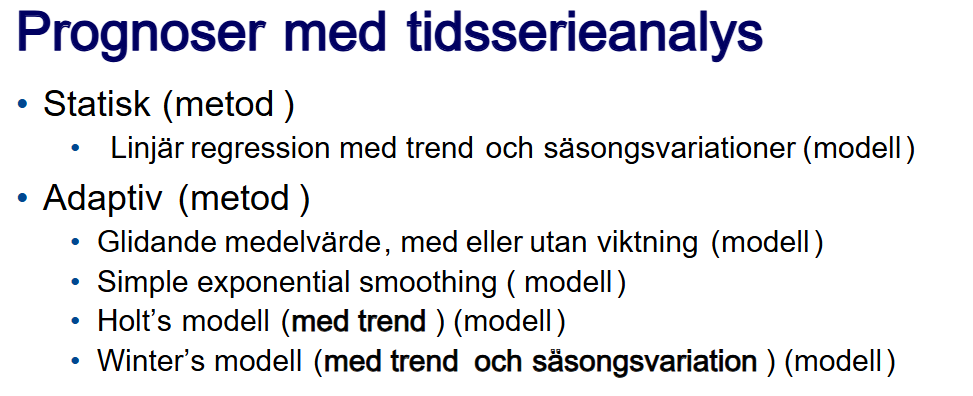 Prognoser med tidsserieanalys
• Statisk (metod )
• Linjär regression med trend och säsongsvariationer (modell )
• Adaptiv (metod )
• Glidande medelvärde, med eller utan viktning (modell )
• Simple exponential smoothing ( modell )
• Holt’s modell (med trend ) (modell )
• Winter’s modell (med trend och säsongsvariation ) (modell )